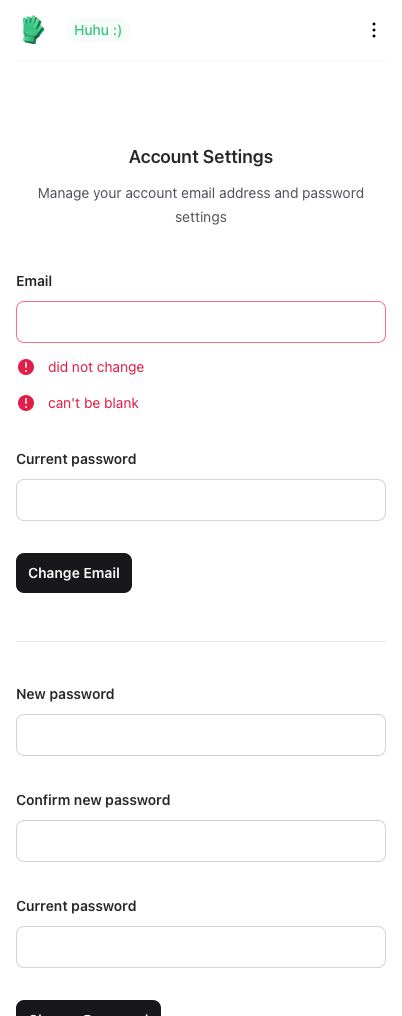 Huhu :)
Account Settings
Manage your account email address and password
settings
Email
did not change
can't be blank
Current password
Change Email
New password
Confirm new password
Current password